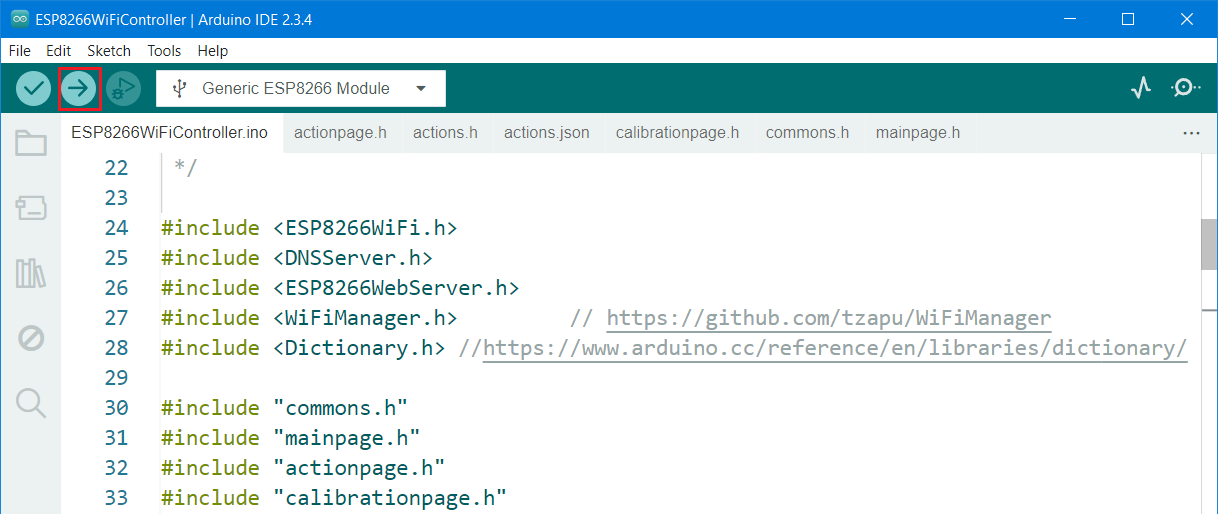 ESP8266WiFiController | Arduino IDE 2.3.4
File Edit Sketch Tools Help
Generic ESP8266 Module
ESP8266WiFiController.ino actionpage.h actions.h actions.json calibrationpage.h commons.h mainpage.h
22 */
23
24 #include <ESP8266WiFi.h>
25 #include <DNSServer.h>
26 #include <ESP8266WebServer.h>
27 #include <WiFiManager.h> // https://github.com/tzapu/WiFiManager
28 #include <Dictionary.h> //https://www.arduino.cc/reference/en/libraries/dictionary/
29
30 #include "commons.h"
31 #include "mainpage.h"
32 #include "actionpage.h"
33 #include "calibrationpage.h"